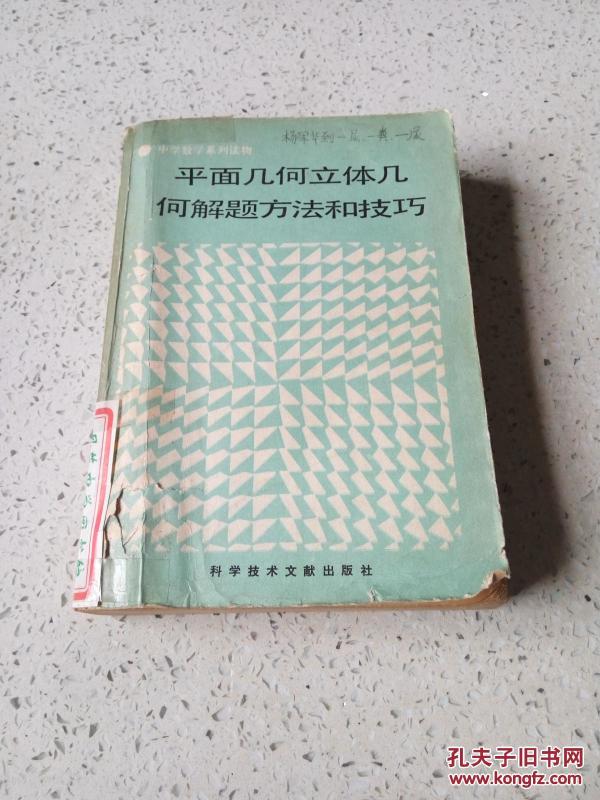 中学数学系列读物
平面几何立体几
何解题方法和技巧
科学技术文献出版社
孔夫子旧书网
www.kongfz.com